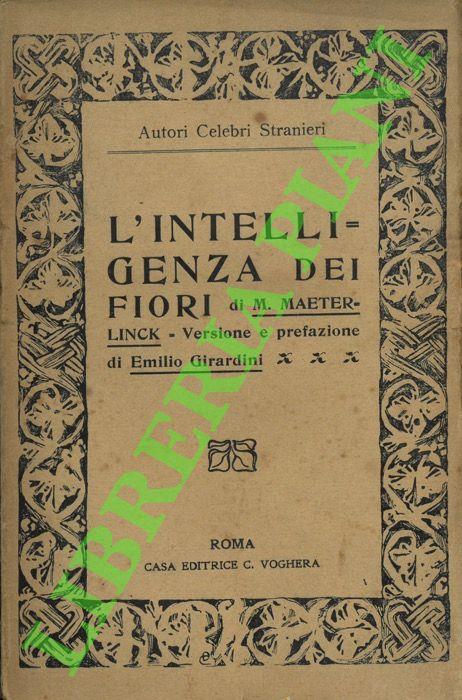 Autori Celebri Stranieri
L'INTELLI=
GENZA DEI
FIORI di M. MAETER-
LINCK - Versione e prefazione
di Emilio Girardini x x x
ROMA
CASA EDITRICE C. VOGHERA
LIBRERIA PIANI